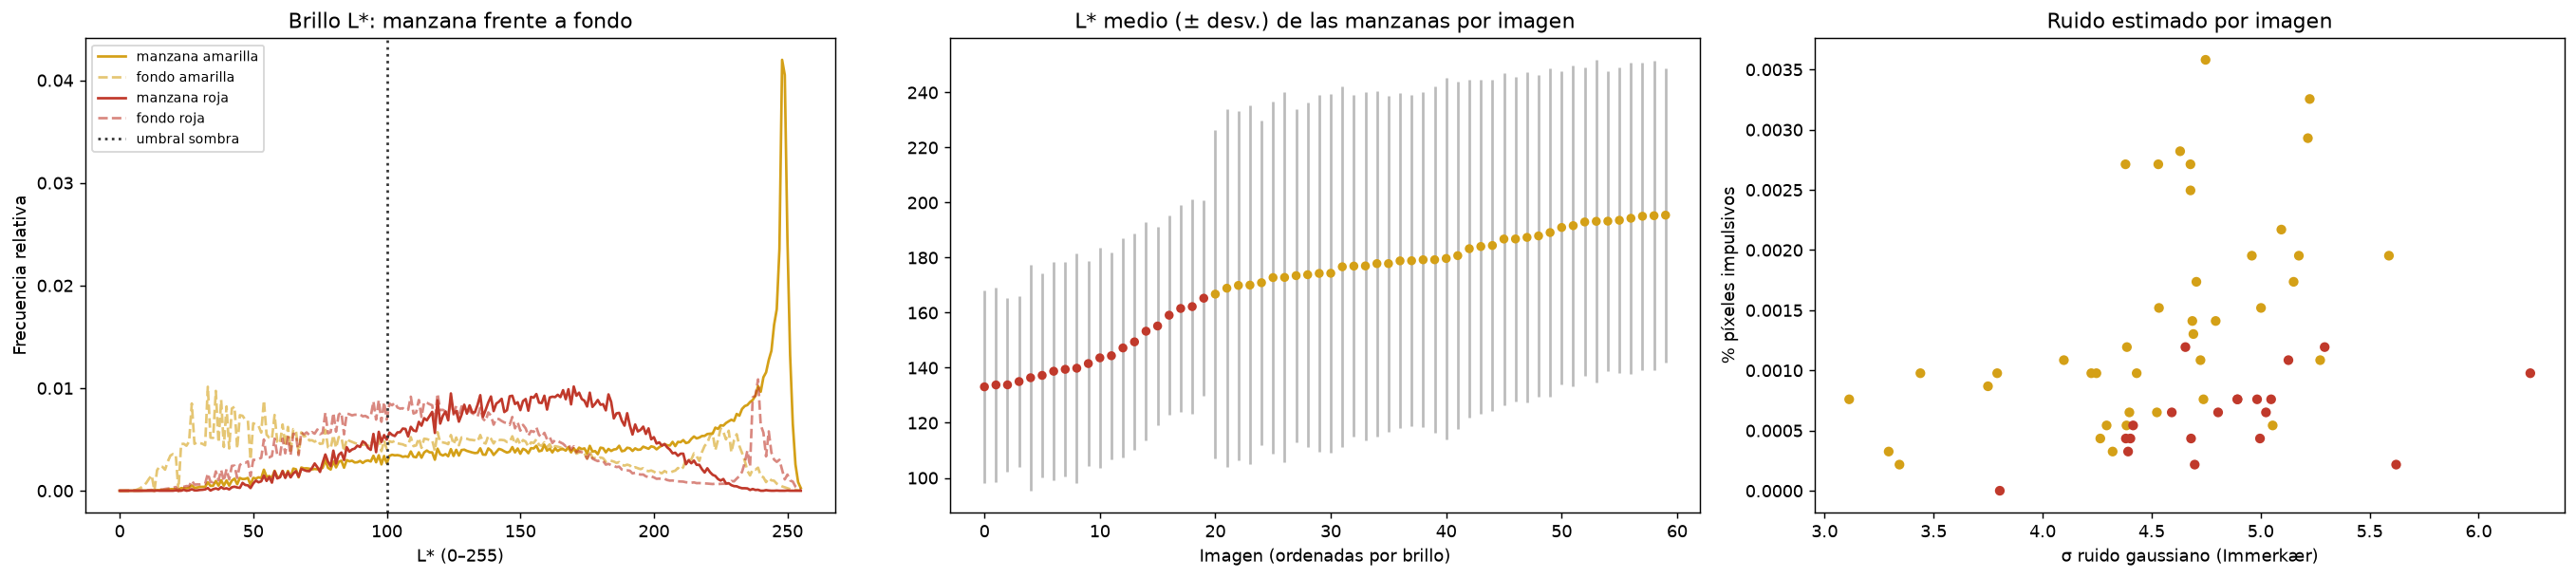 Brillo L*: manzana frente a fondo
Frecuencia relativa
0.04
0.03
0.02
0.01
0.00
manzana amarilla
fondo amarilla
manzana roja
fondo roja
umbral sombra
0 50 100 150 200 250
L* (0–255)
L* medio (± desv.) de las manzanas por imagen
240
220
200
180
160
140
120
100
0 10 20 30 40 50 60
Imagen (ordenadas por brillo)
Ruido estimado por imagen
% píxeles impulsivos
0.0035
0.0030
0.0025
0.0020
0.0015
0.0010
0.0005
0.0000
3.0 3.5 4.0 4.5 5.0 5.5 6.0
σ ruido gaussiano (Immerkær)